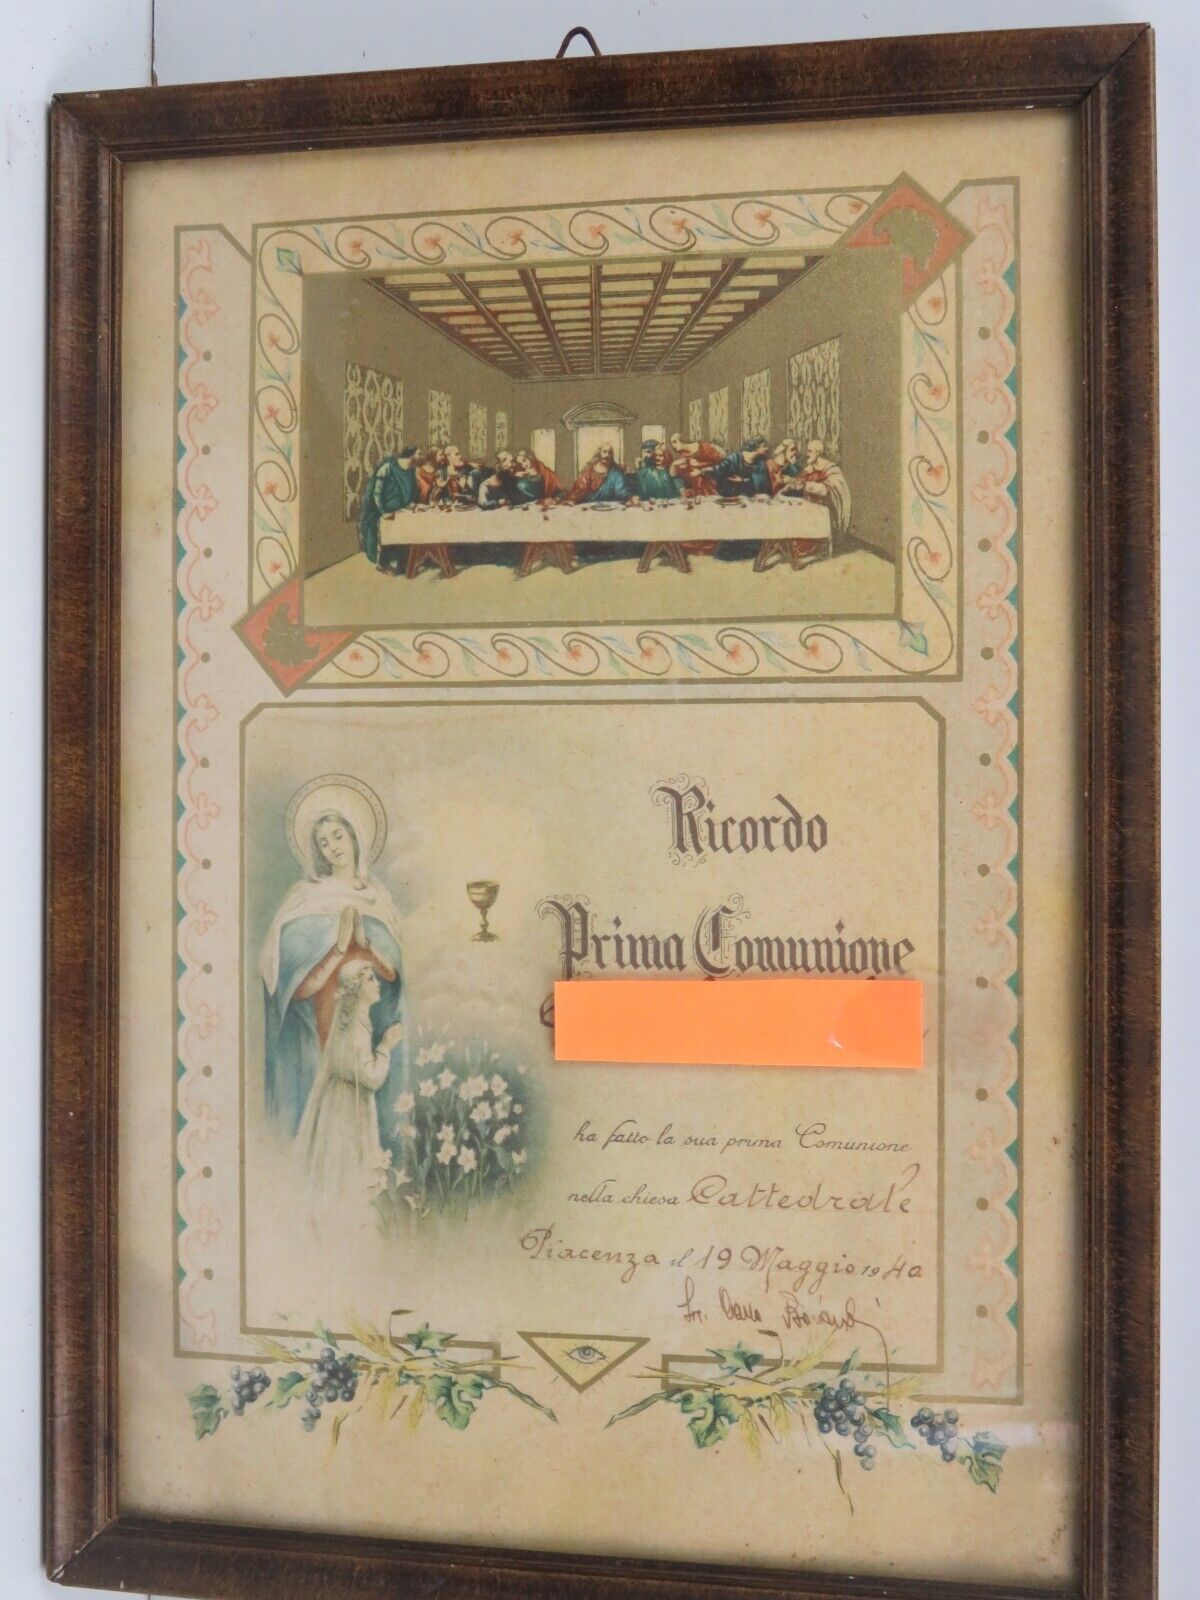 Ricordo
Prima Comunione
ha fatto la sua prima Comunione
nella chiesa Cattedrale
Piacenza il 19 Maggio 1940